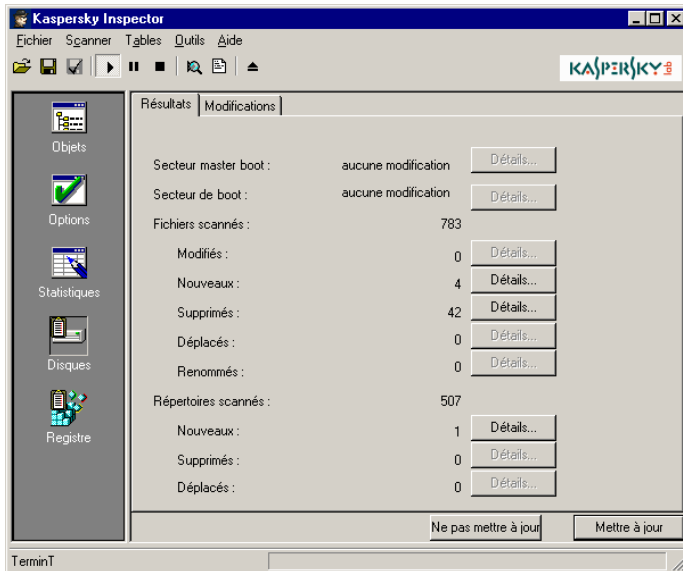 Kaspersky Inspector
Fichier Scanner Tables Outils Aide
KASPERSKY lab
Objets
Options
Statistiques
Disques
Registre
Résultats Modifications
Secteur master boot : aucune modification Détails...
Secteur de boot : aucune modification Détails...
Fichiers scannés : 783
Modifiés : 0 Détails...
Nouveaux : 4 Détails...
Supprimés : 42 Détails...
Déplacés : 0 Détails...
Renommés : 0 Détails...
Répertoires scannés : 507
Nouveaux : 1 Détails...
Supprimés : 0 Détails...
Déplacés : 0 Détails...
Ne pas mettre à jour Mettre à jour
TerminT